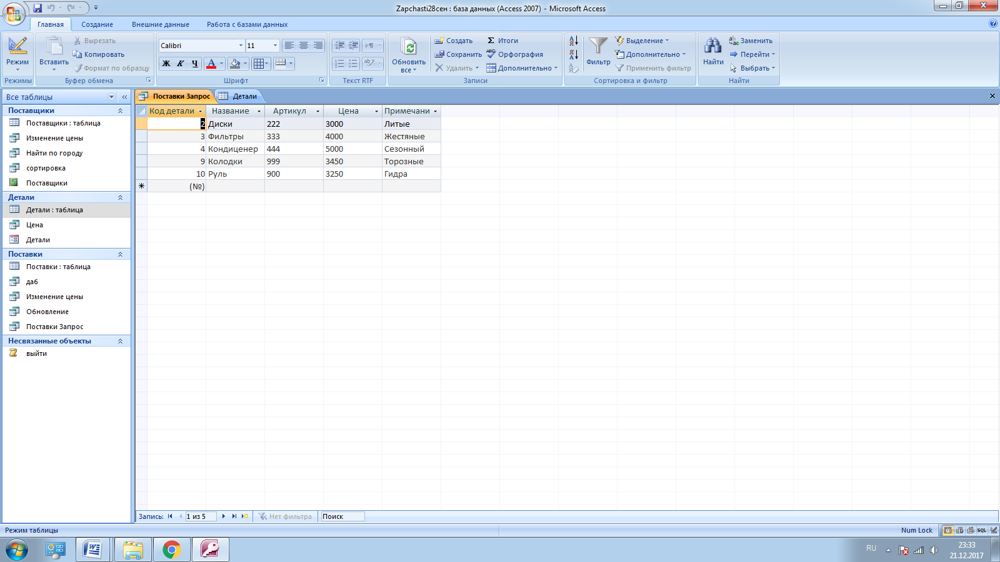 Zapchasti28сен : база данных (Access 2007) - Microsoft Access
Главная Создание Внешние данные Работа с базами данных
Режим
Режимы
Вставить
Вырезать
Копировать
Формат по образцу
Буфер обмена
Calibri 11
Ж К Ч А
Шрифт
Текст RTF
Обновить все
Создать
Сохранить
Удалить
Σ Итоги
Орфография
Дополнительно
Записи
Фильтр
Выделение
Дополнительно
Применить фильтр
Сортировка и фильтр
Найти
Заменить
Перейти
Выбрать
Найти
Все таблицы
Поставщики
Поставщики : таблица
Изменение цены
Найти по городу
сортировка
Поставщики
Детали
Детали : таблица
Цена
Детали
Поставки
Поставки : таблица
даб
Изменение цены
Обновление
Поставки Запрос
Несвязанные объекты
выйти
Поставки Запрос Детали
Код детали Название Артикул Цена Примечани
2 Диски 222 3000 Литые
3 Фильтры 333 4000 Жестяные
4 Кондиценер 444 5000 Сезонный
9 Колодки 999 3450 Торозные
10 Руль 900 3250 Гидра
* (№)
Запись: 1 из 5 Нет фильтра Поиск
Режим таблицы Num Lock SQL
RU 23:33
21.12.2017